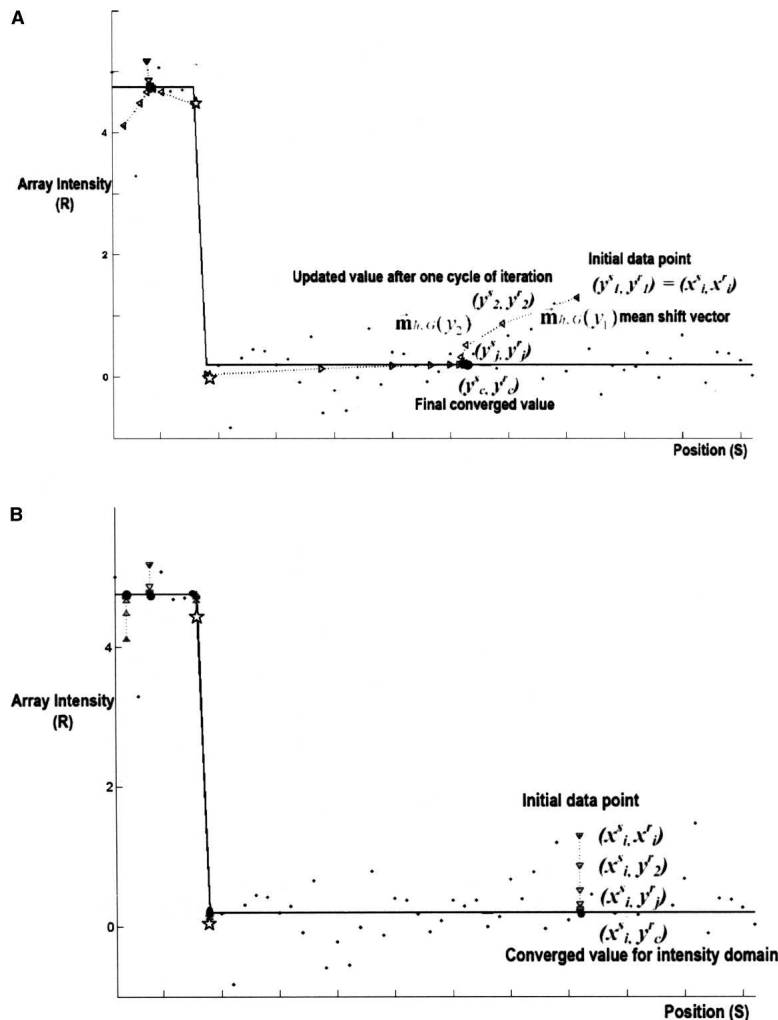 A
4
Array Intensity
(R)
2
0
Initial data point
Updated value after one cycle of iteration
(y^s_1, y^r_1) = (x^s_i, x^r_i)
(y^s_2, y^r_2)
m⃗_h,G(y_2)
m⃗_h,G(y_1) mean shift vector
(y^s_j, y^r_j)
(y^s_c, y^r_c)
Final converged value
Position (S)
B
4
Array Intensity
(R)
2
0
Initial data point
(x^s_i, x^r_i)
(x^s_i, y^r_2)
(x^s_i, y^r_j)
(x^s_i, y^r_c)
Converged value for intensity domain
Position (S)